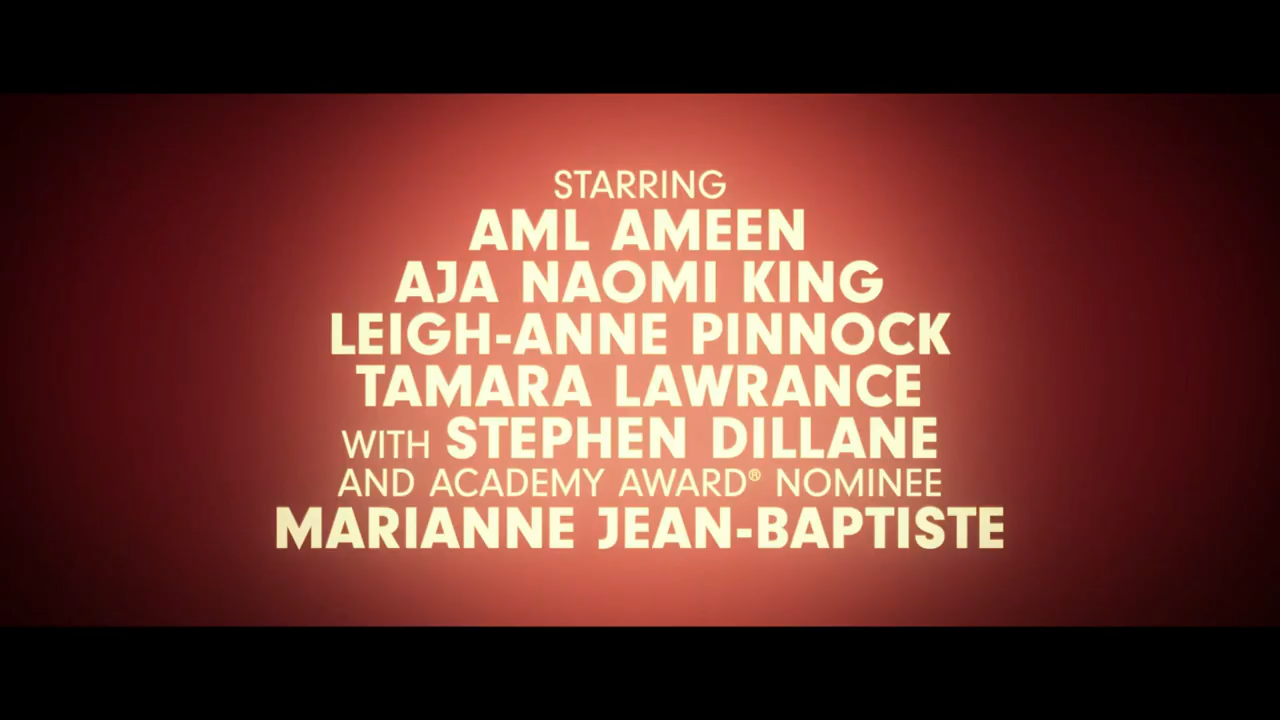 STARRING
AML AMEEN
AJA NAOMI KING
LEIGH-ANNE PINNOCK
TAMARA LAWRANCE
WITH STEPHEN DILLANE
AND ACADEMY AWARD® NOMINEE
MARIANNE JEAN-BAPTISTE